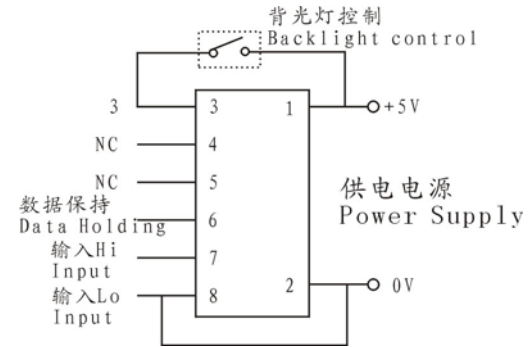 背光灯控制
Backlight control
3
3
1
+5V
NC
4
NC
5
供电电源
Power Supply
数据保持
Data Holding
6
输入Hi
Input
7
输入Lo
Input
8
2
0V